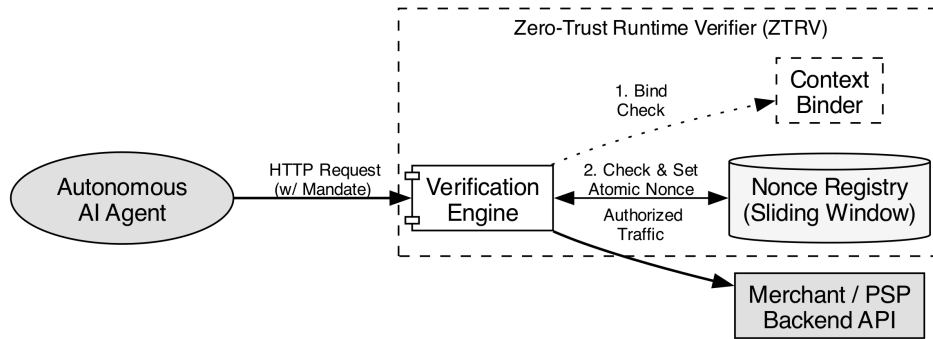 Zero-Trust Runtime Verifier (ZTRV)
Context
Binder
1. Bind
Check
HTTP Request
(w/ Mandate)
Autonomous
AI Agent
Verification
Engine
2. Check & Set
Atomic Nonce
Authorized
Traffic
Nonce Registry
(Sliding Window)
Merchant / PSP
Backend API